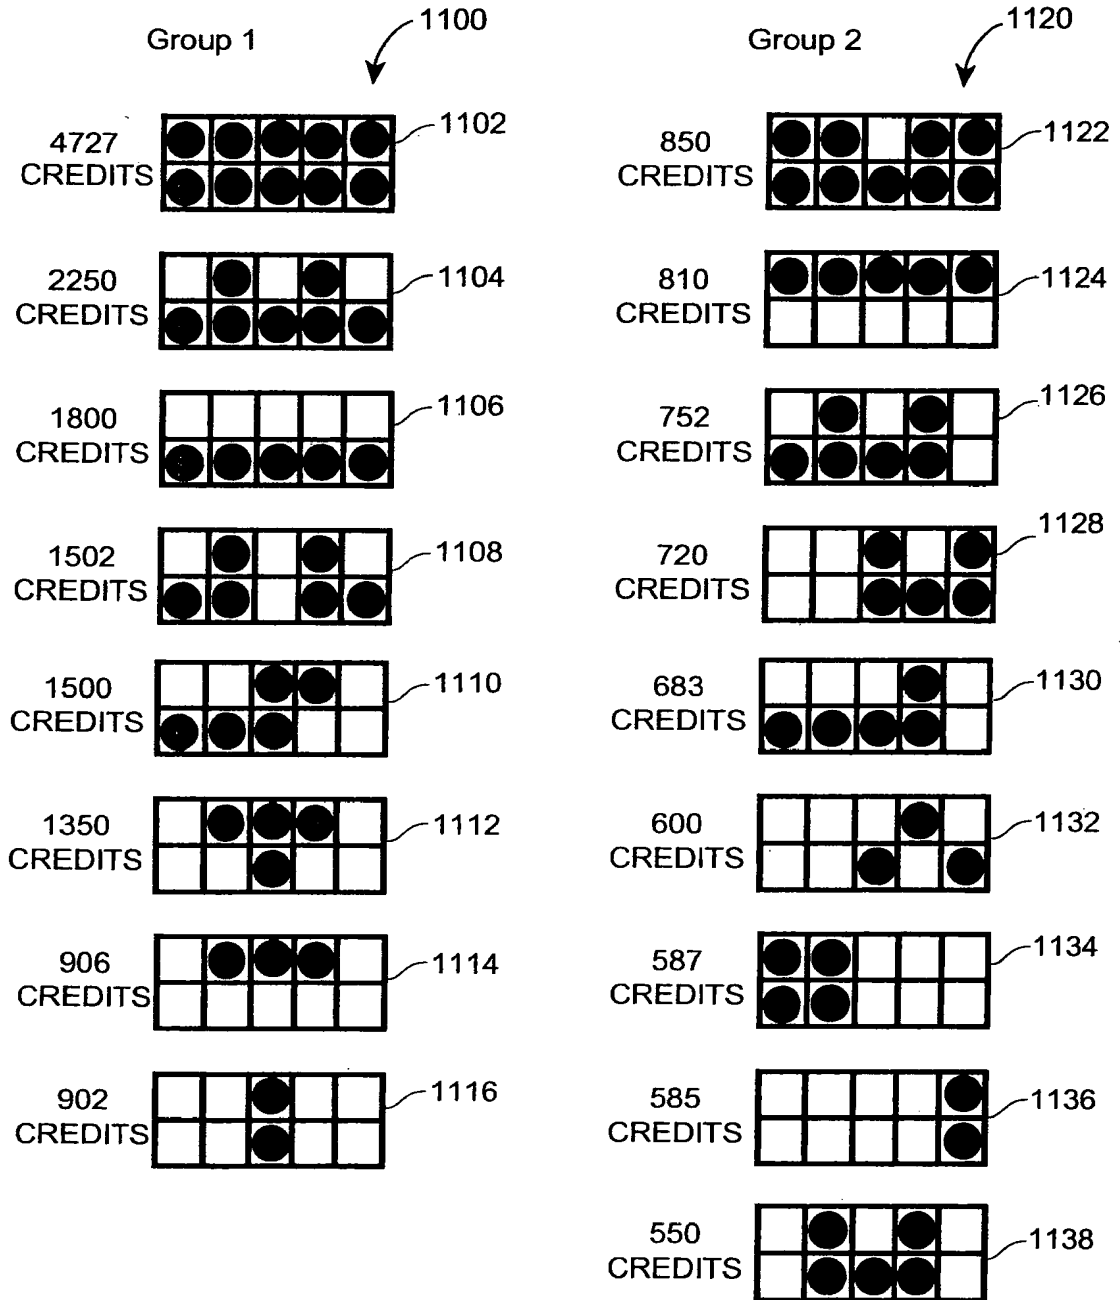 Group 1
1100
4727
CREDITS
1102
2250
CREDITS
1104
1800
CREDITS
1106
1502
CREDITS
1108
1500
CREDITS
1110
1350
CREDITS
1112
906
CREDITS
1114
902
CREDITS
1116
Group 2
1120
850
CREDITS
1122
810
CREDITS
1124
752
CREDITS
1126
720
CREDITS
1128
683
CREDITS
1130
600
CREDITS
1132
587
CREDITS
1134
585
CREDITS
1136
550
CREDITS
1138